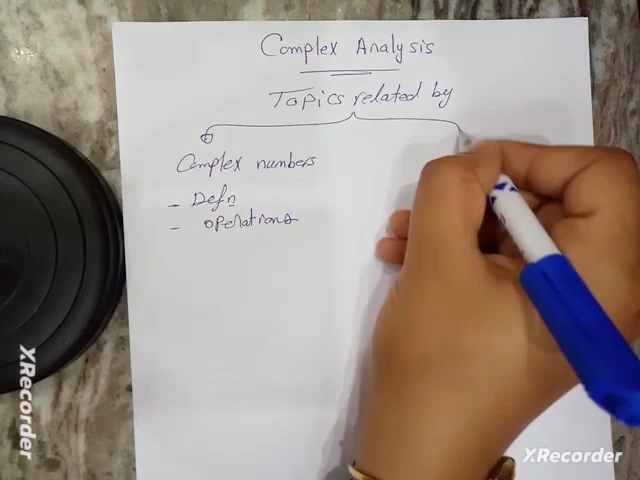 Complex Analysis
Topics related by
Complex numbers
- Defn
- operations
XRecorder
XRecorder